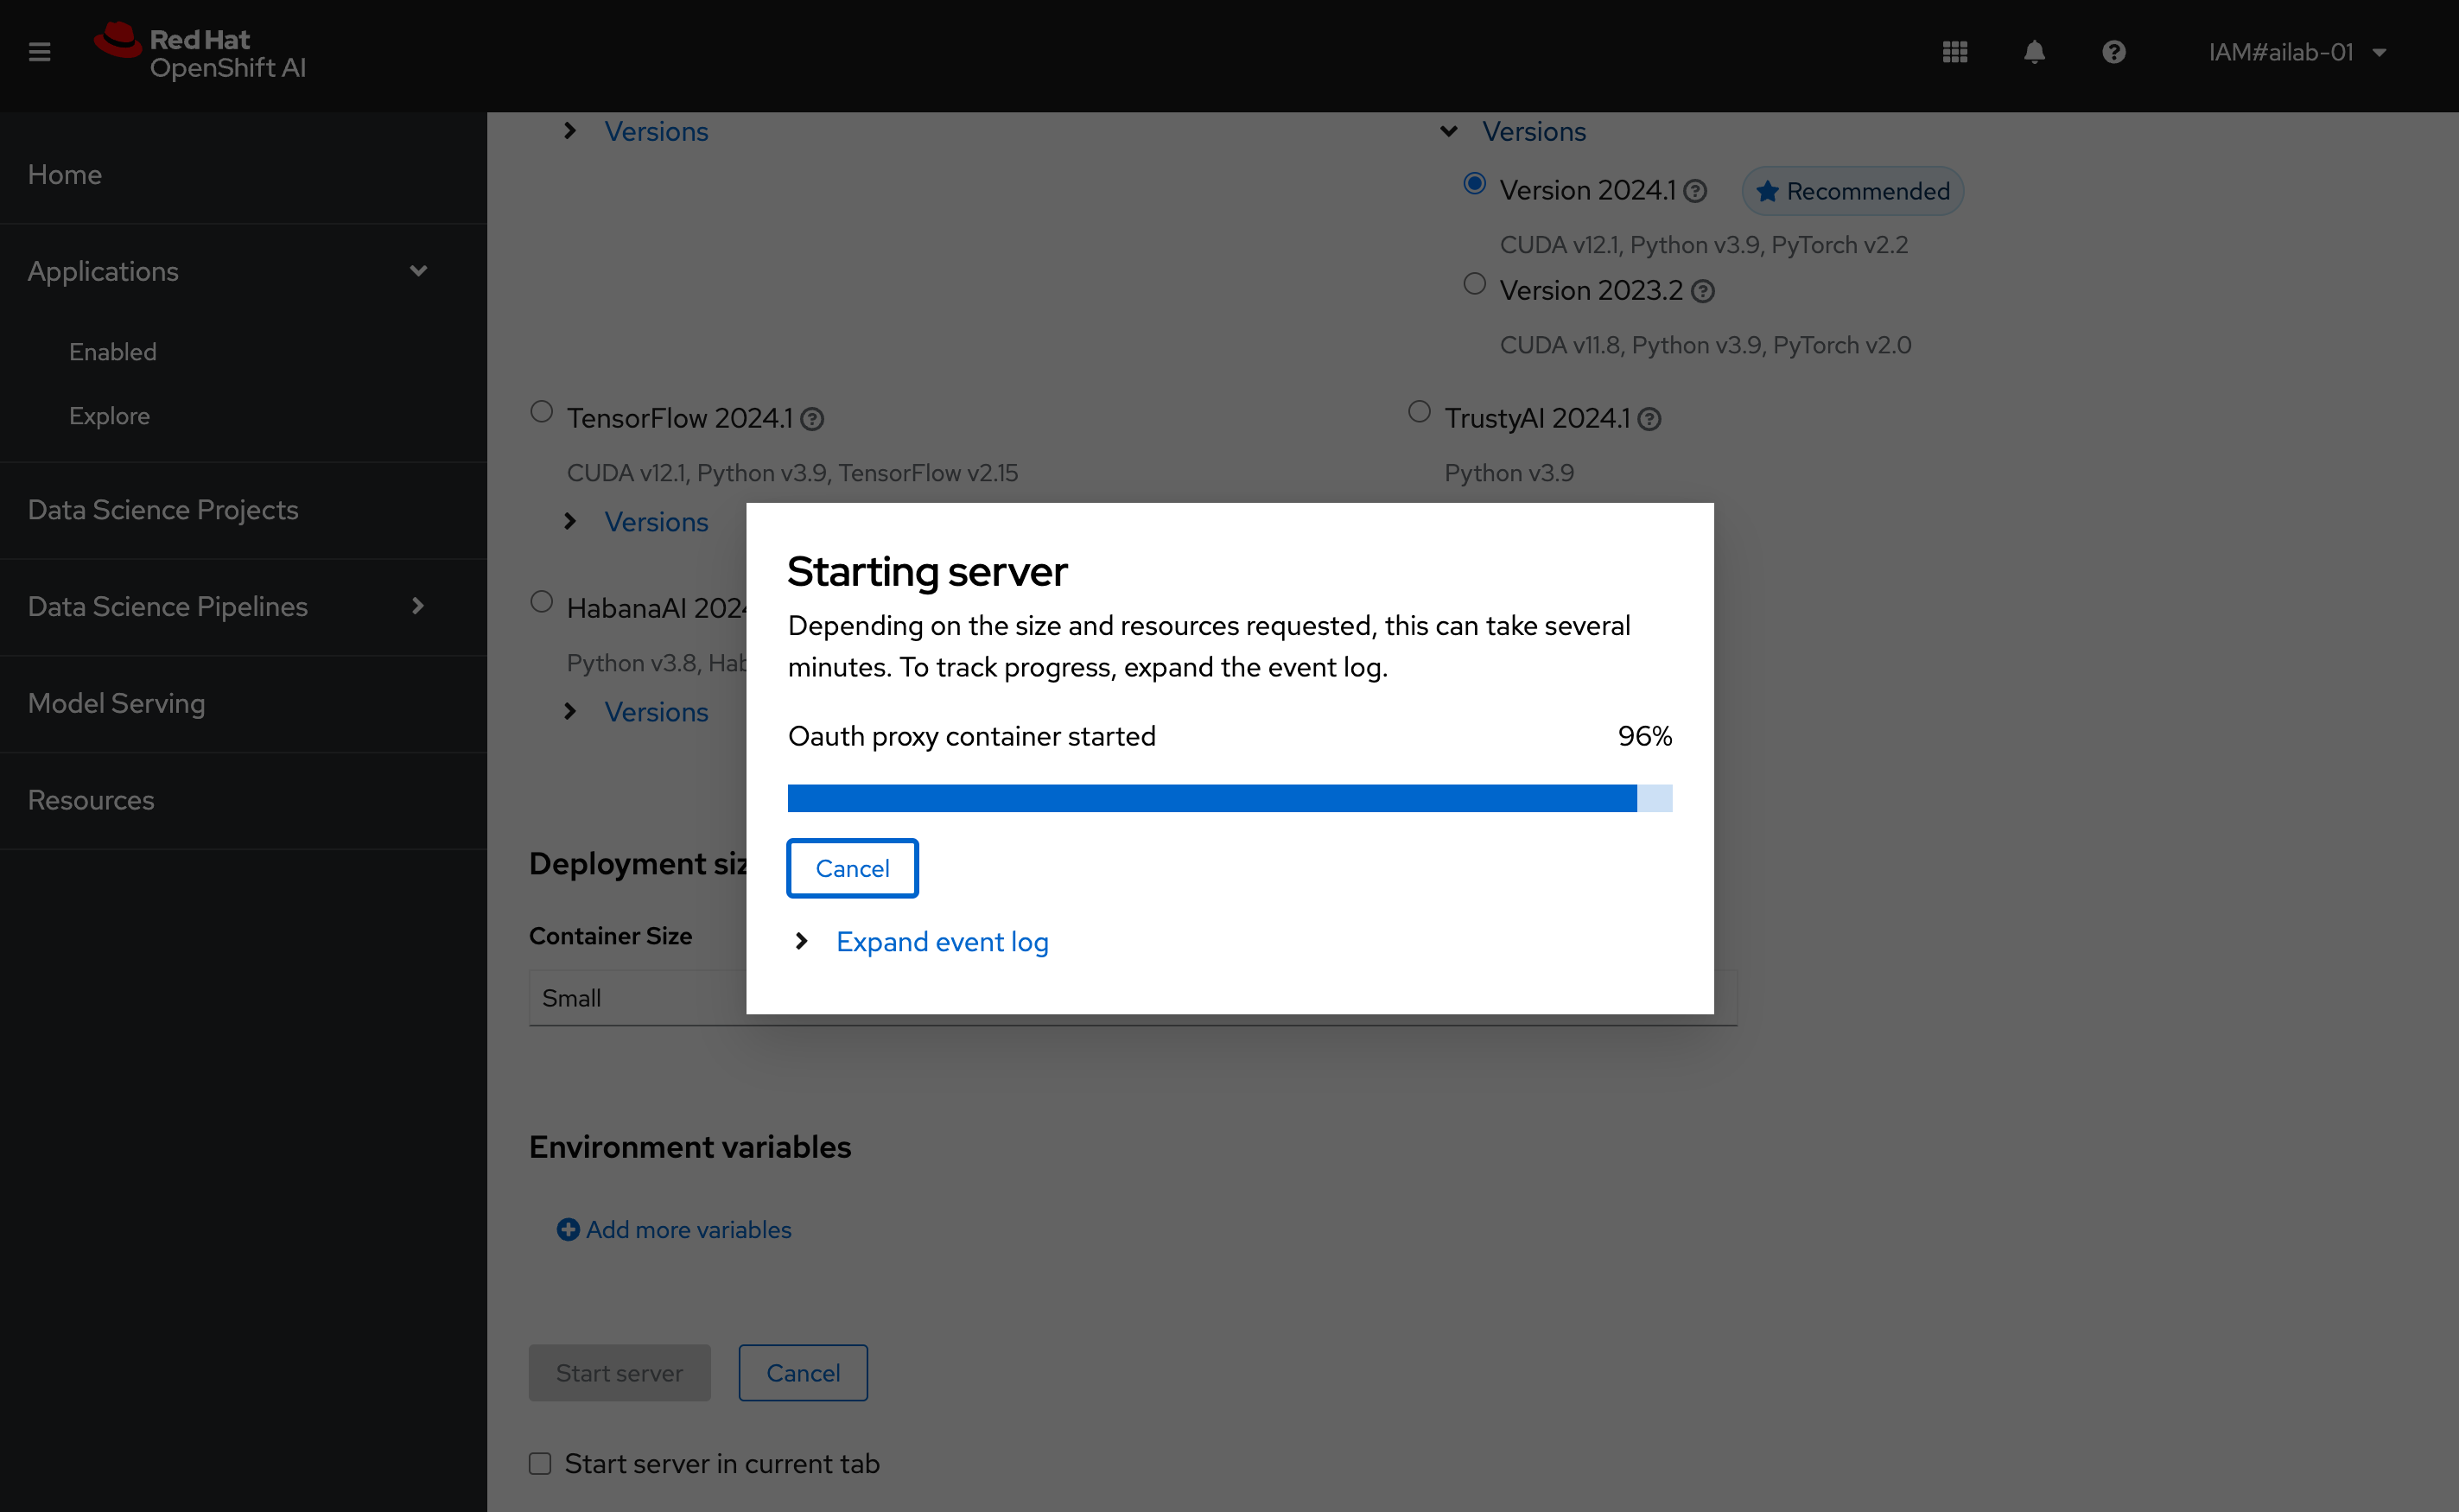 Red Hat
OpenShift AI
IAM#ailab-01
Home
Applications
Enabled
Explore
Data Science Projects
Data Science Pipelines
Model Serving
Resources
Versions
Versions
Version 2024.1
Recommended
CUDA v12.1, Python v3.9, PyTorch v2.2
Version 2023.2
CUDA v11.8, Python v3.9, PyTorch v2.0
TensorFlow 2024.1
CUDA v12.1, Python v3.9, TensorFlow v2.15
Versions
TrustyAI 2024.1
Python v3.9
HabanaAI 202
Python v3.8, Hab
Versions
Starting server
Depending on the size and resources requested, this can take several
minutes. To track progress, expand the event log.
Oauth proxy container started
96%
Cancel
Expand event log
Deployment siz
Container Size
Small
Environment variables
Add more variables
Start server
Cancel
Start server in current tab